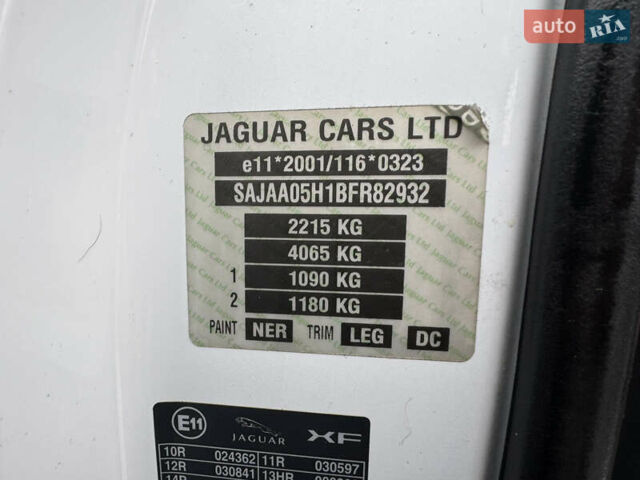 auto RIA
JAGUAR CARS LTD
e11*2001/116*0323
SAJAA05H1BFR82932
2215 KG
4065 KG
1 1090 KG
2 1180 KG
PAINT NER TRIM LEG DC
E11 JAGUAR XF
10R 024362 11R 030597
12R 030841 13HR